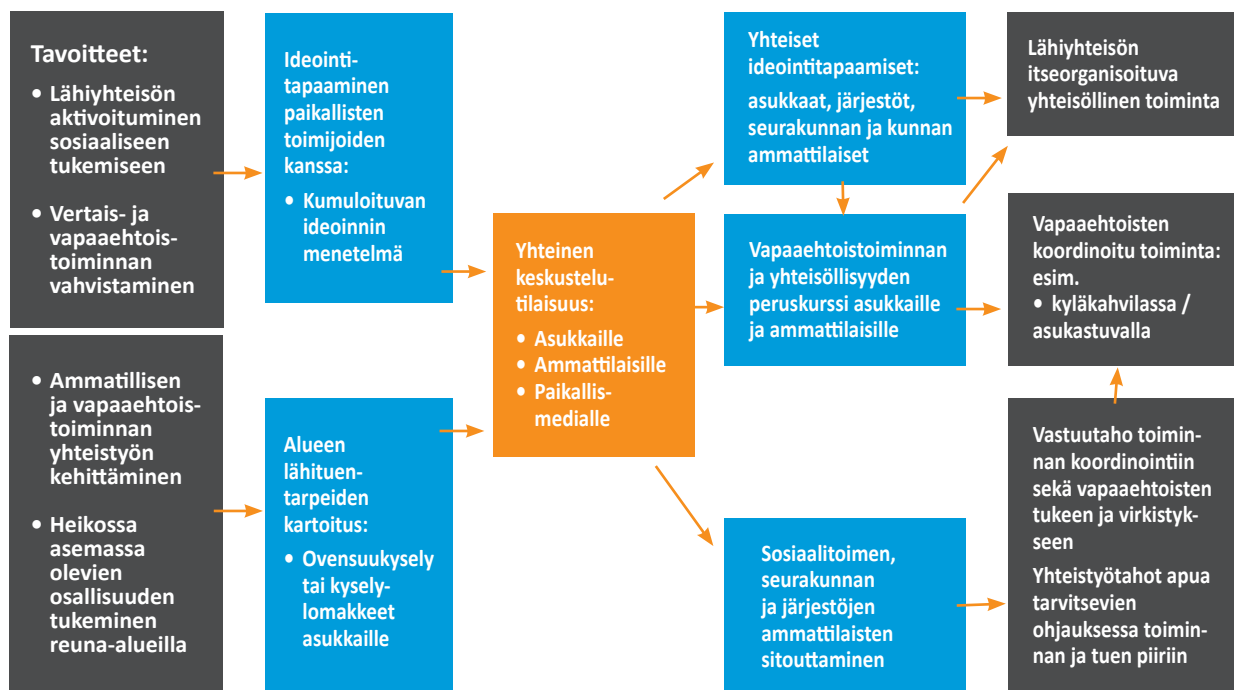 Tavoitteet:
• Lähiyhteisön
aktivoituminen
sosiaaliseen
tukemiseen
• Vertais- ja
vapaaehtois-
toiminnan
vahvistaminen
• Ammatillisen
ja vapaaehtois-
toiminnan
yhteistyön
kehittäminen
• Heikossa
asemassa
olevien
osallisuuden
tukeminen
reuna-alueilla
Ideointi-
tapaaminen
paikallisten
toimijoiden
kanssa:
• Kumuloituvan
ideoinnin
menetelmä
Alueen
lähituen-
tarpeiden
kartoitus:
• Ovensuukysely
tai kysely-
lomakkeet
asukkaille
Yhteinen
keskustelu-
tilaisuus:
• Asukkaille
• Ammattilaisille
• Paikallis-
medialle
Yhteiset
ideointitapaamiset:
asukkaat, järjestöt,
seurakunnan ja kunnan
ammattilaiset
Vapaaehtoistoiminnan
ja yhteisöllisyyden
peruskurssi asukkaille
ja ammattilaisille
Sosiaalitoimen,
seurakunnan
ja järjestöjen
ammattilaisten
sitouttaminen
Lähiyhteisön
itseorganisoituva
yhteisöllinen toiminta
Vapaaehtoisten
koordinoitu toiminta:
esim.
• kyläkahvilassa /
asukastuvalla
Vastuutaho toimin-
nan koordinointiin
sekä vapaaehtoisten
tukeen ja virkistyk-
seen
Yhteistyötahot apua
tarvitsevien
ohjauksessa toimin-
nan ja tuen piiriin